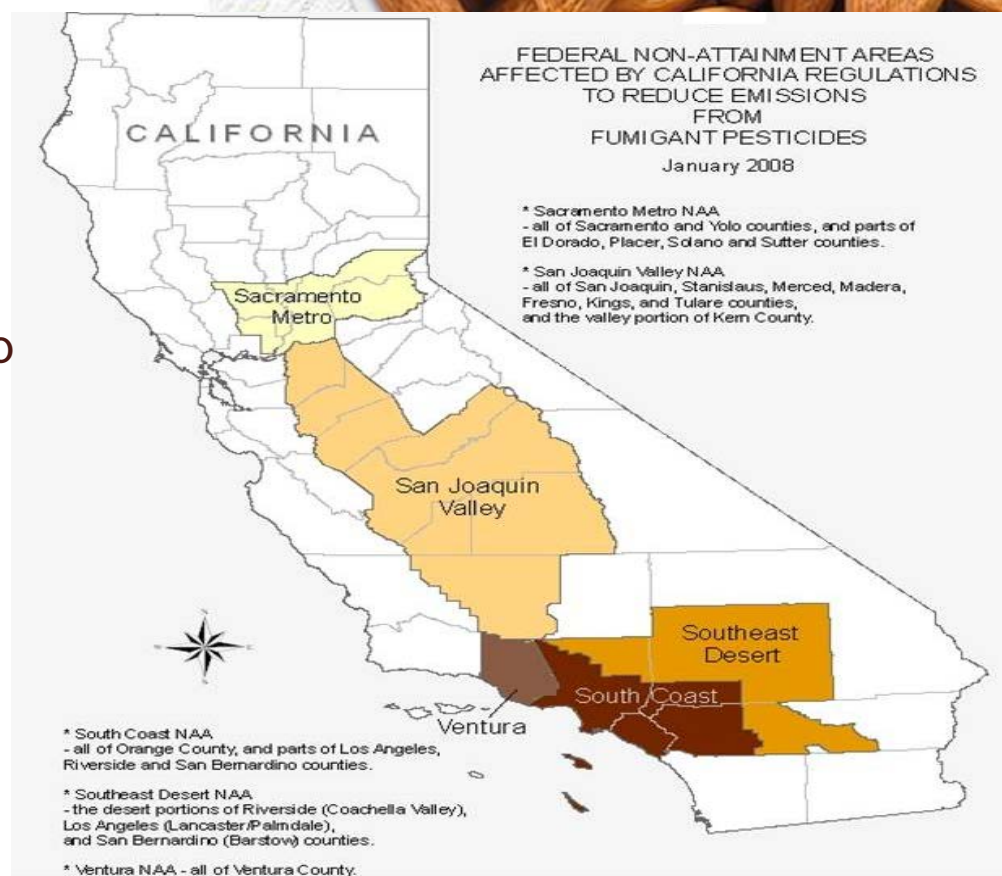 FEDERAL NON-ATTAINMENT AREAS
AFFECTED BY CALIFORNIA REGULATIONS
TO REDUCE EMISSIONS
FROM
FUMIGANT PESTICIDES
January 2008
CALIFORNIA
* Sacramento Metro NAA
- all of Sacramento and Yolo counties, and parts of
El Dorado, Placer, Solano and Sutter counties.
* San Joaquin Valley NAA
- all of San Joaquin, Stanislaus, Merced, Madera,
Fresno, Kings, and Tulare counties,
and the valley portion of Kern County.
Sacramento
Metro
o
San Joaquin
Valley
Southeast
Desert
South Coast
Ventura
* South Coast NAA
- all of Orange County, and parts of Los Angeles,
Riverside and San Bernardino counties.
* Southeast Desert NAA
- the desert portions of Riverside (Coachella Valley),
Los Angeles (Lancaster/Palmdale),
and San Bernardino (Barstow) counties.
* Ventura NAA - all of Ventura County.